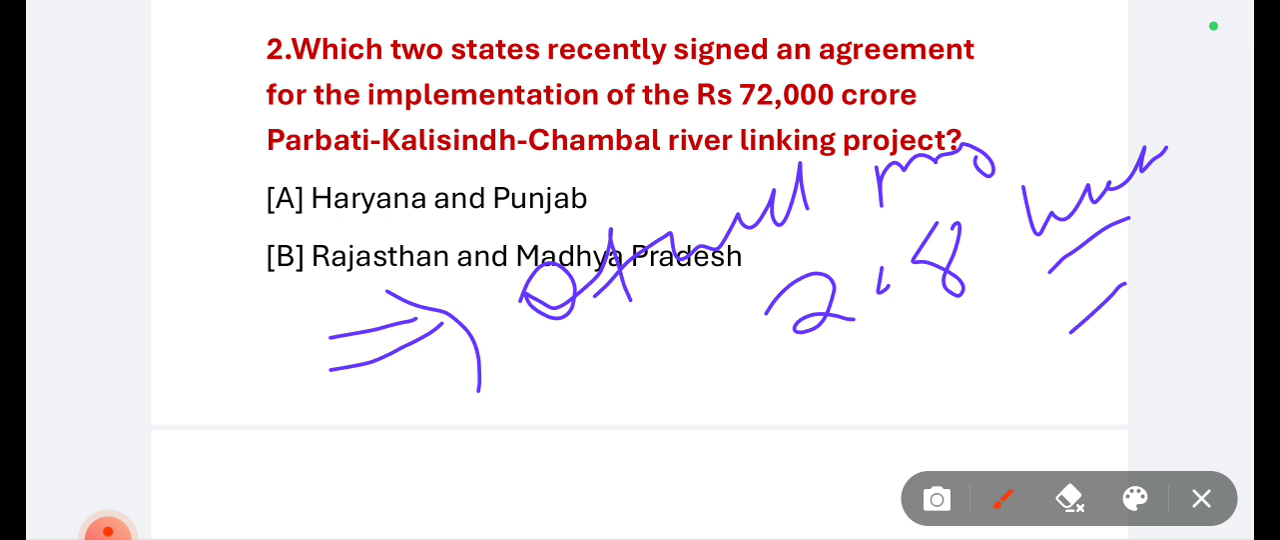 2.Which two states recently signed an agreement
for the implementation of the Rs 72,000 crore
Parbati-Kalisindh-Chambal river linking project?
[A] Haryana and Punjab
[B] Rajasthan and Madhya Pradesh
2.8